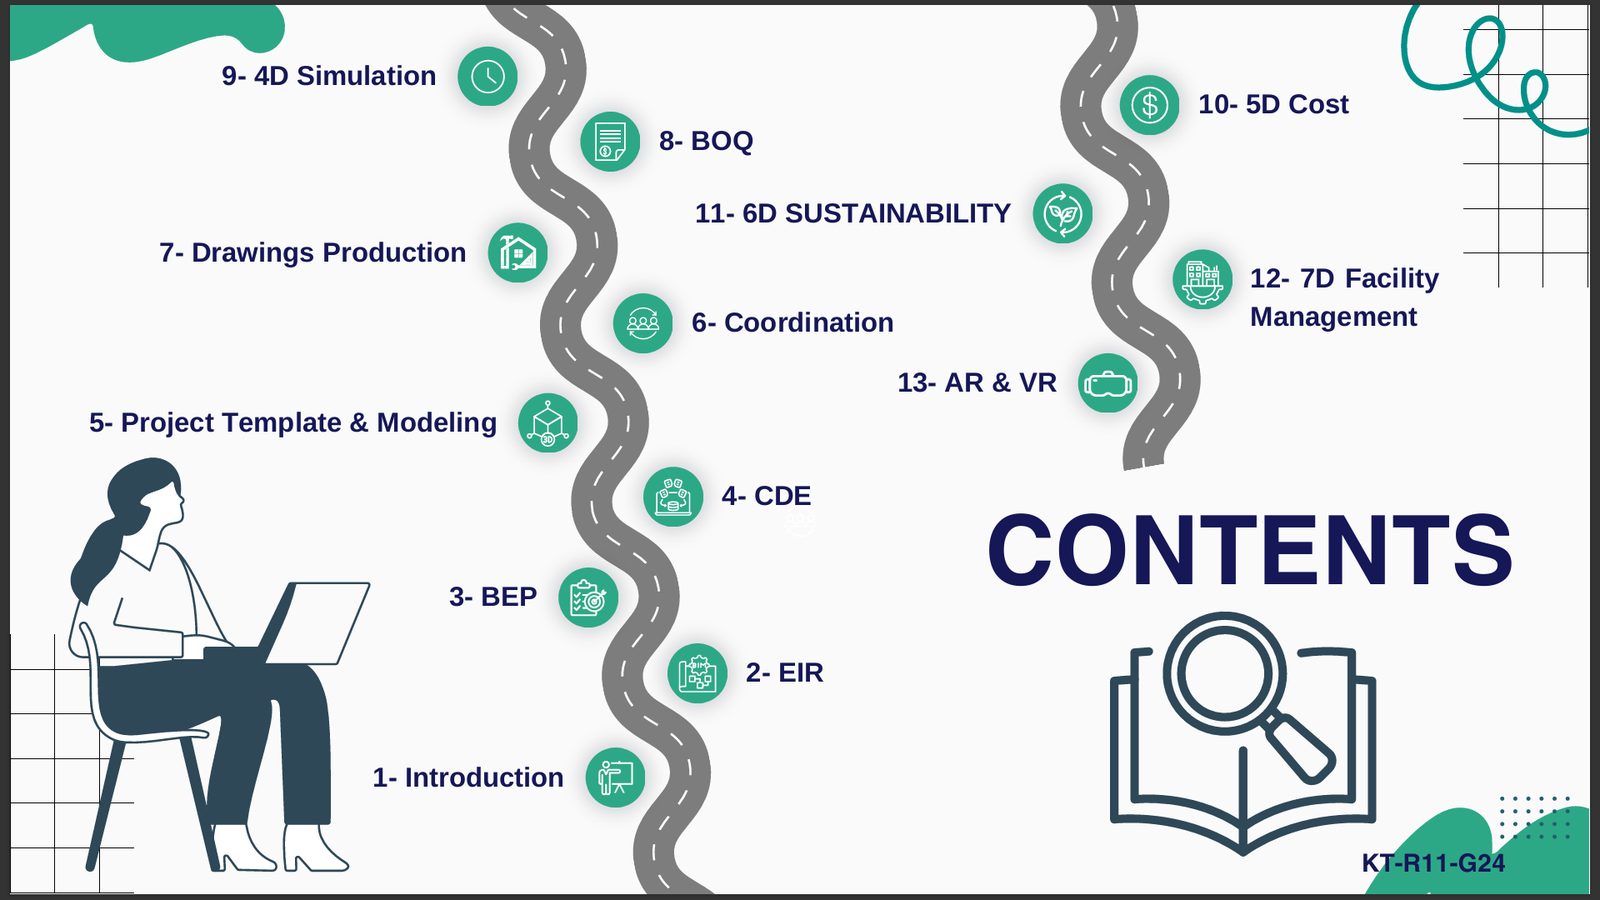 9- 4D Simulation
8- BOQ
7- Drawings Production
6- Coordination
5- Project Template & Modeling
3D
4- CDE
3- BEP
BIM
2- EIR
1- Introduction
$
10- 5D Cost
11- 6D SUSTAINABILITY
12- 7D Facility
Management
13- AR & VR
CONTENTS
KT-R11-G24